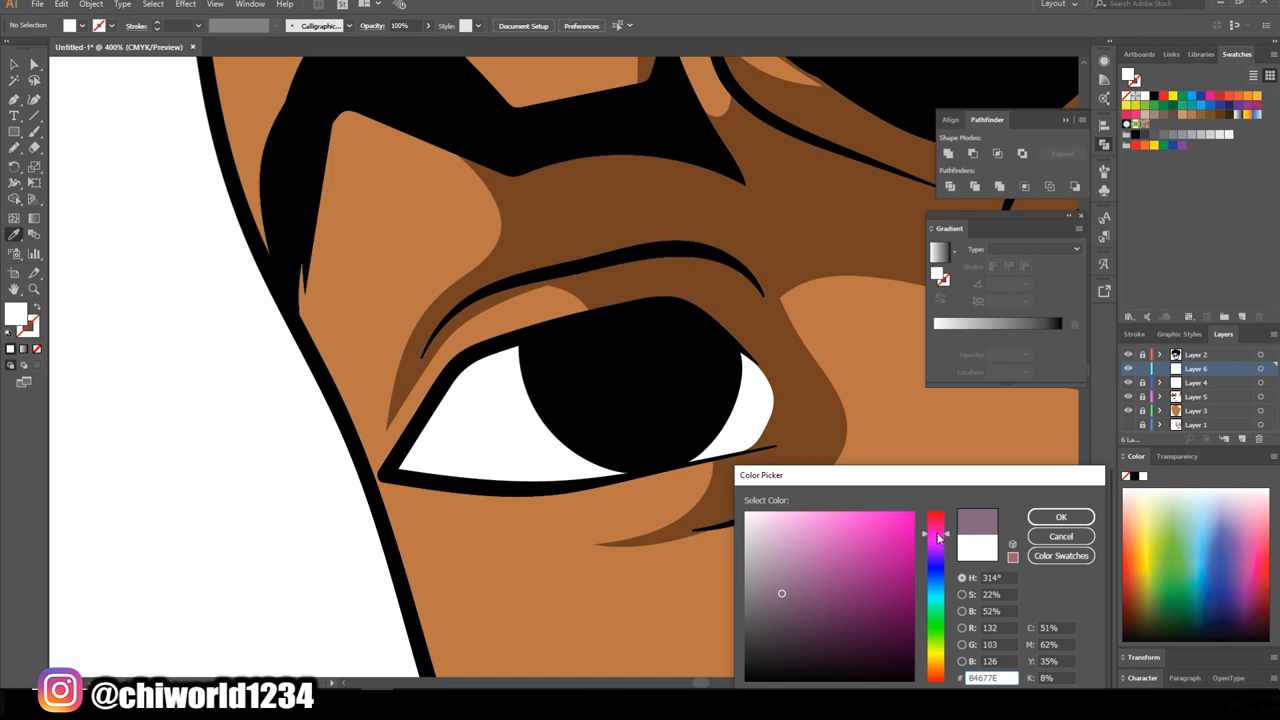 Ai File Edit Object Type Select Effect View Window Help Br St Layout Search Adobe Stock
No Selection Stroke: Calligraphic... Opacity: 100% Style: Document Setup Preferences
Untitled-1* @ 400% (CMYK/Preview) ×
Artboards Links Libraries Swatches
Align Pathfinder
Shape Modes:
Expand
Pathfinders:
Gradient
Type:
Stroke:
Opacity:
Location:
Stroke Graphic Styles Layers
Layer 2
Layer 6
Layer 4
Layer 5
Layer 3
Layer 1
6 La...
Color Transparency
Color Picker
Select Color:
OK
Cancel
Color Swatches
H: 314°
S: 22%
B: 52%
R: 132 C: 51%
G: 103 M: 62%
B: 126 Y: 35%
# 84677E K: 8%
Transform
Character Paragraph OpenType
@chiworld1234